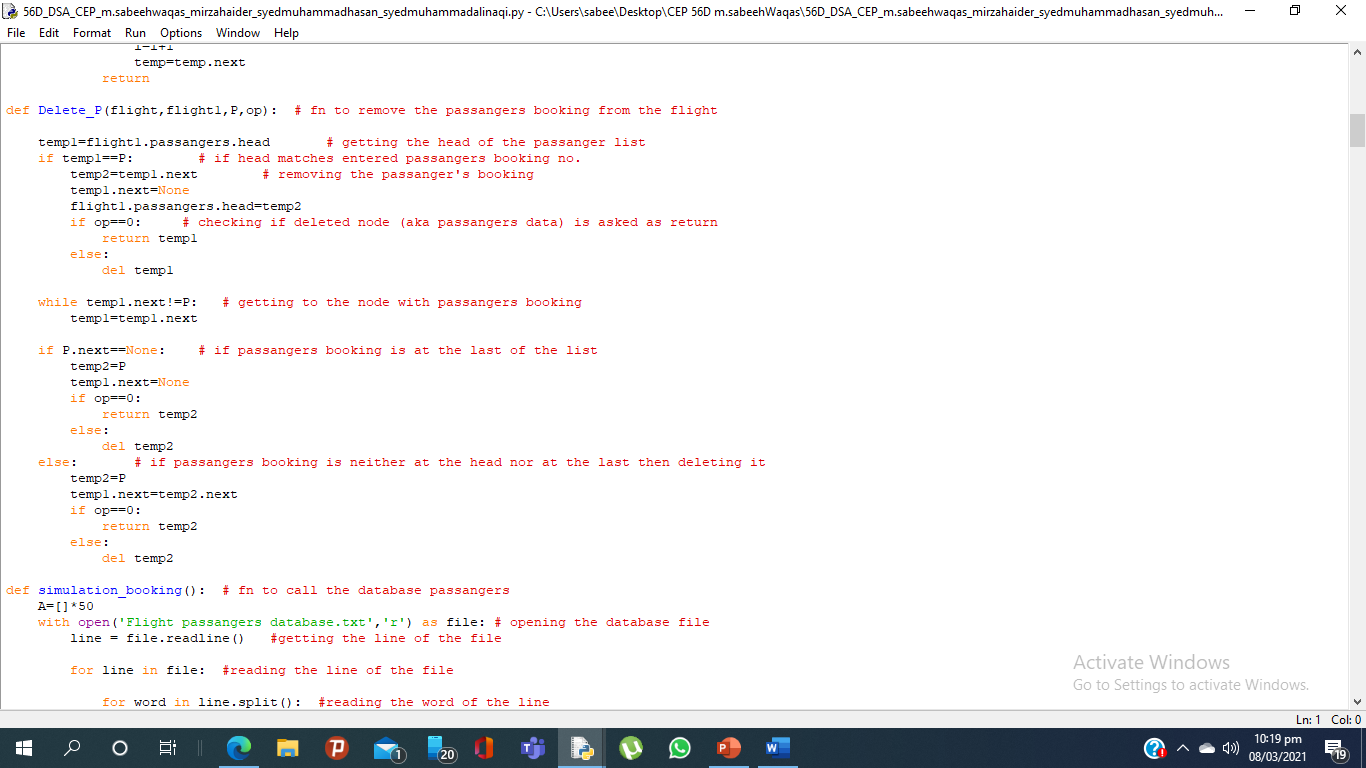 56D_DSA_CEP_m.sabeehwaqas_mirzahaider_syedmuhammadhasan_syedmuhammadalinaqi.py - C:\Users\sabee\Desktop\CEP 56D m.sabeehWaqas\56D_DSA_CEP_m.sabeehwaqas_mirzahaider_syedmuhammadhasan_syedmuh...
File Edit Format Run Options Window Help
i=i+1
temp=temp.next
return
def Delete_P(flight,flight1,P,op):  # fn to remove the passangers booking from the flight
temp1=flight1.passangers.head       # getting the head of the passanger list
if temp1==P:        # if head matches entered passangers booking no.
temp2=temp1.next        # removing the passanger's booking
temp1.next=None
flight1.passangers.head=temp2
if op==0:     # checking if deleted node (aka passangers data) is asked as return
return temp1
else:
del temp1
while temp1.next!=P:   # getting to the node with passangers booking
temp1=temp1.next
if P.next==None:    # if passangers booking is at the last of the list
temp2=P
temp1.next=None
if op==0:
return temp2
else:
del temp2
else:       # if passangers booking is neither at the head nor at the last then deleting it
temp2=P
temp1.next=temp2.next
if op==0:
return temp2
else:
del temp2
def simulation_booking():  # fn to call the database passangers
A=[]*50
with open('Flight passangers database.txt','r') as file: # opening the database file
line = file.readline()   #getting the line of the file
for line in file:  #reading the line of the file
for word in line.split():  #reading the word of the line
Activate Windows
Go to Settings to activate Windows.
Ln: 1 Col: 0
1
20
10:19 pm
08/03/2021
19